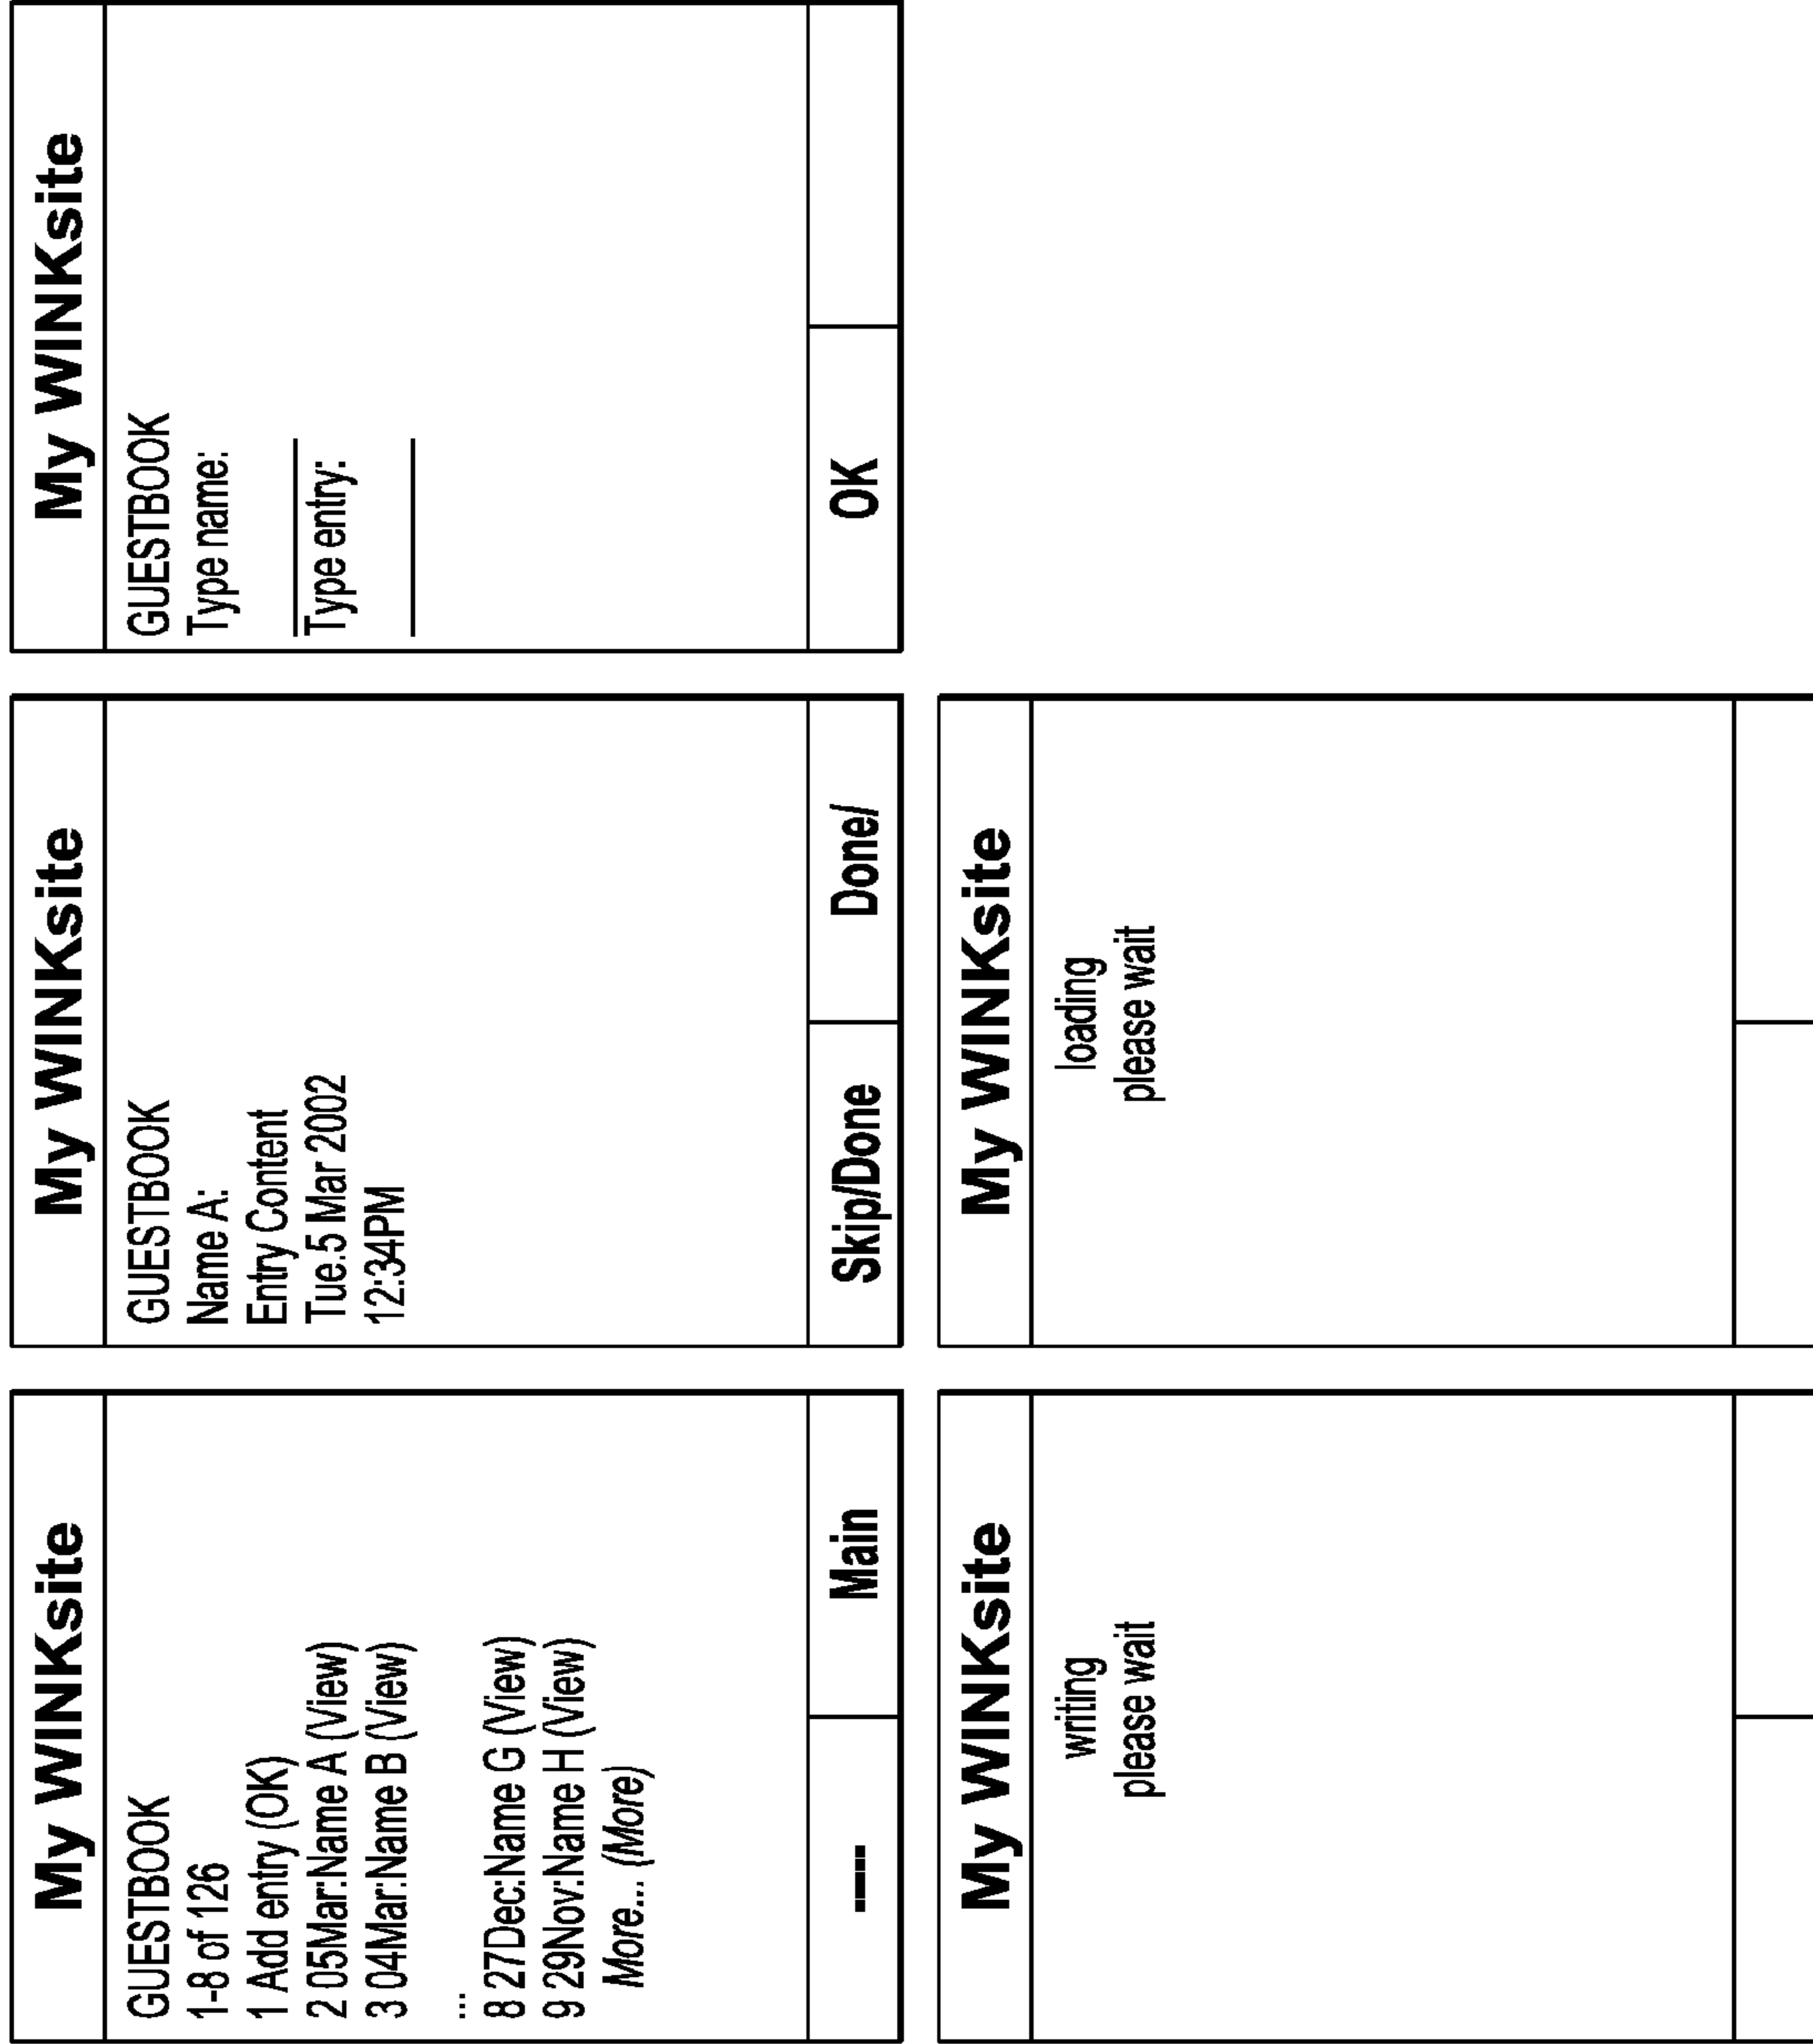 My WINKsite
GUESTBOOK
1-8 of 126
1 Add entry (OK)
2 05Mar:Name A (View)
3 04Mar:Name B (View)
...
8 27Dec:Name G (View)
9 29Nov:Name H (View)
More... (More)
----- Main
My WINKsite
GUESTBOOK
Name A:
Entry Content
Tue.5 Mar 2002
12:34PM
Skip/Done Done/
My WINKsite
GUESTBOOK
Type name:
Type entry:
OK
My WINKsite
writing
please wait
My WINKsite
loading
please wait